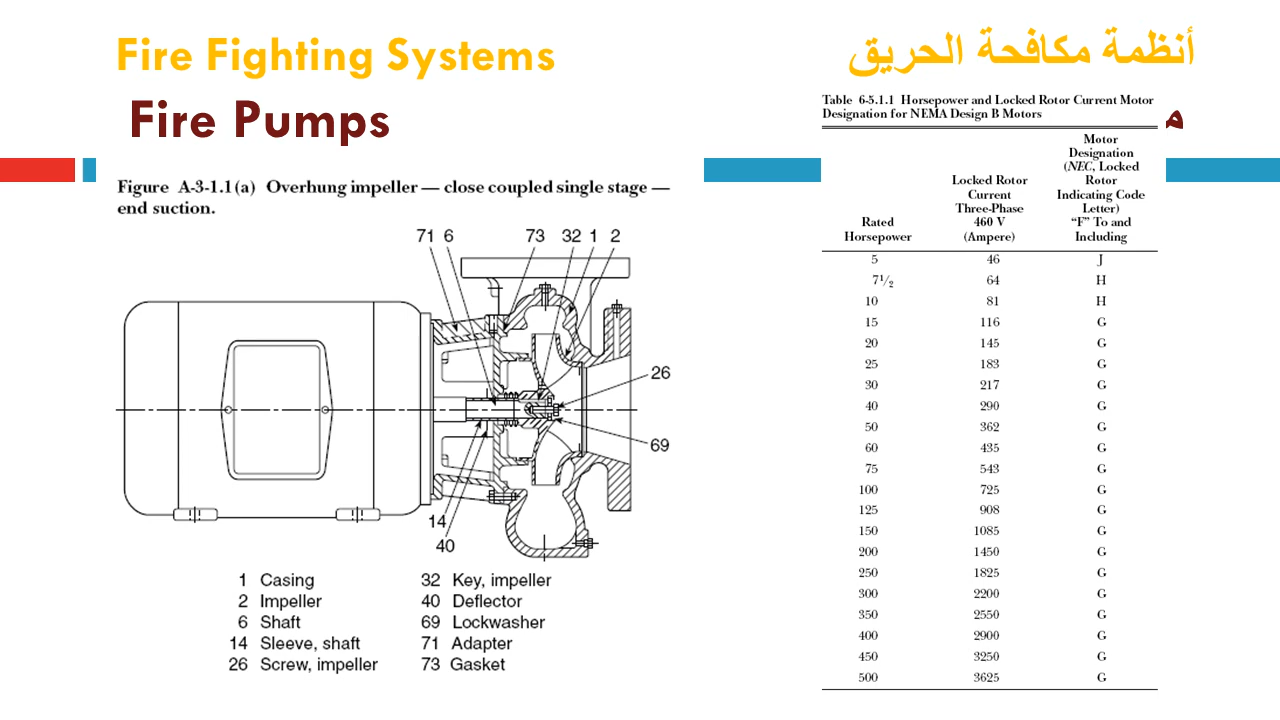 Fire Fighting Systems
أنظمة مكافحة الحريق
Fire Pumps
Figure A-3-1.1(a) Overhung impeller — close coupled single stage —
end suction.
71 6 73 32 1 2
26
69
14
40
1 Casing
2 Impeller
6 Shaft
14 Sleeve, shaft
26 Screw, impeller
32 Key, impeller
40 Deflector
69 Lockwasher
71 Adapter
73 Gasket
Table 6-5.1.1 Horsepower and Locked Rotor Current Motor
Designation for NEMA Design B Motors
Rated
Horsepower
Locked Rotor
Current
Three-Phase
460 V
(Ampere)
Motor
Designation
(NEC, Locked
Rotor
Indicating Code
Letter)
“F” To and
Including
5 46 J
7 1/2 64 H
10 81 H
15 116 G
20 145 G
25 183 G
30 217 G
40 290 G
50 362 G
60 435 G
75 543 G
100 725 G
125 908 G
150 1085 G
200 1450 G
250 1825 G
300 2200 G
350 2550 G
400 2900 G
450 3250 G
500 3625 G